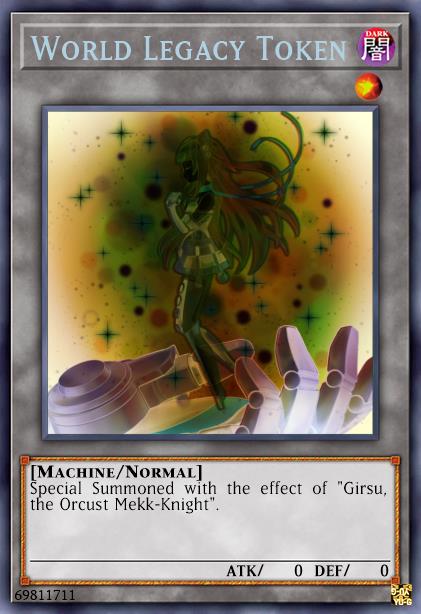 WORLD LEGACY TOKEN
DARK
闇
[MACHINE/NORMAL]
Special Summoned with the effect of "Girsu,
the Orcust Mekk-Knight".
ATK/ 0 DEF/ 0
69811711